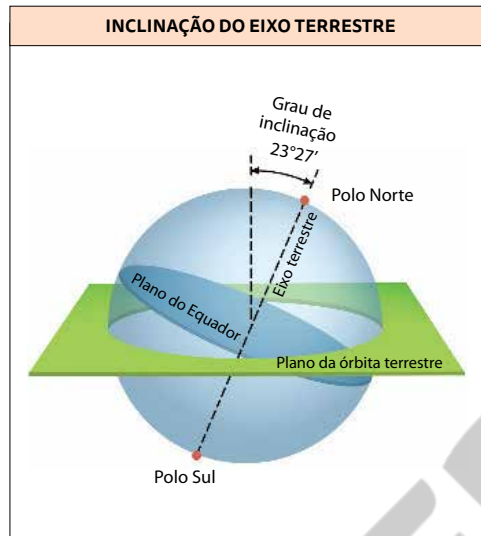 INCLINAÇÃO DO EIXO TERRESTRE
Grau de
inclinação
23°27’
Polo Norte
Eixo terrestre
Plano do Equador
Plano da órbita terrestre
Polo Sul